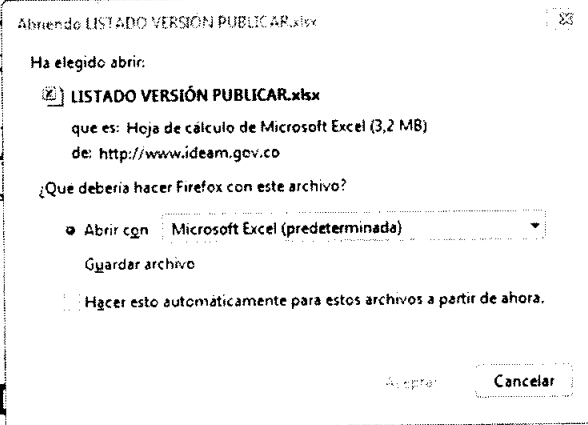 Abriendo LISTADO VERSIÓN PUBLICAR.xlsx
Ha elegido abrir:
LISTADO VERSIÓN PUBLICAR.xlsx
que es: Hoja de cálculo de Microsoft Excel (3,2 MB)
de: http://www.ideam.gov.co
¿Qué debería hacer Firefox con este archivo?
Abrir con Microsoft Excel (predeterminada)
Guardar archivo
Hacer esto automáticamente para estos archivos a partir de ahora.
Aceptar Cancelar